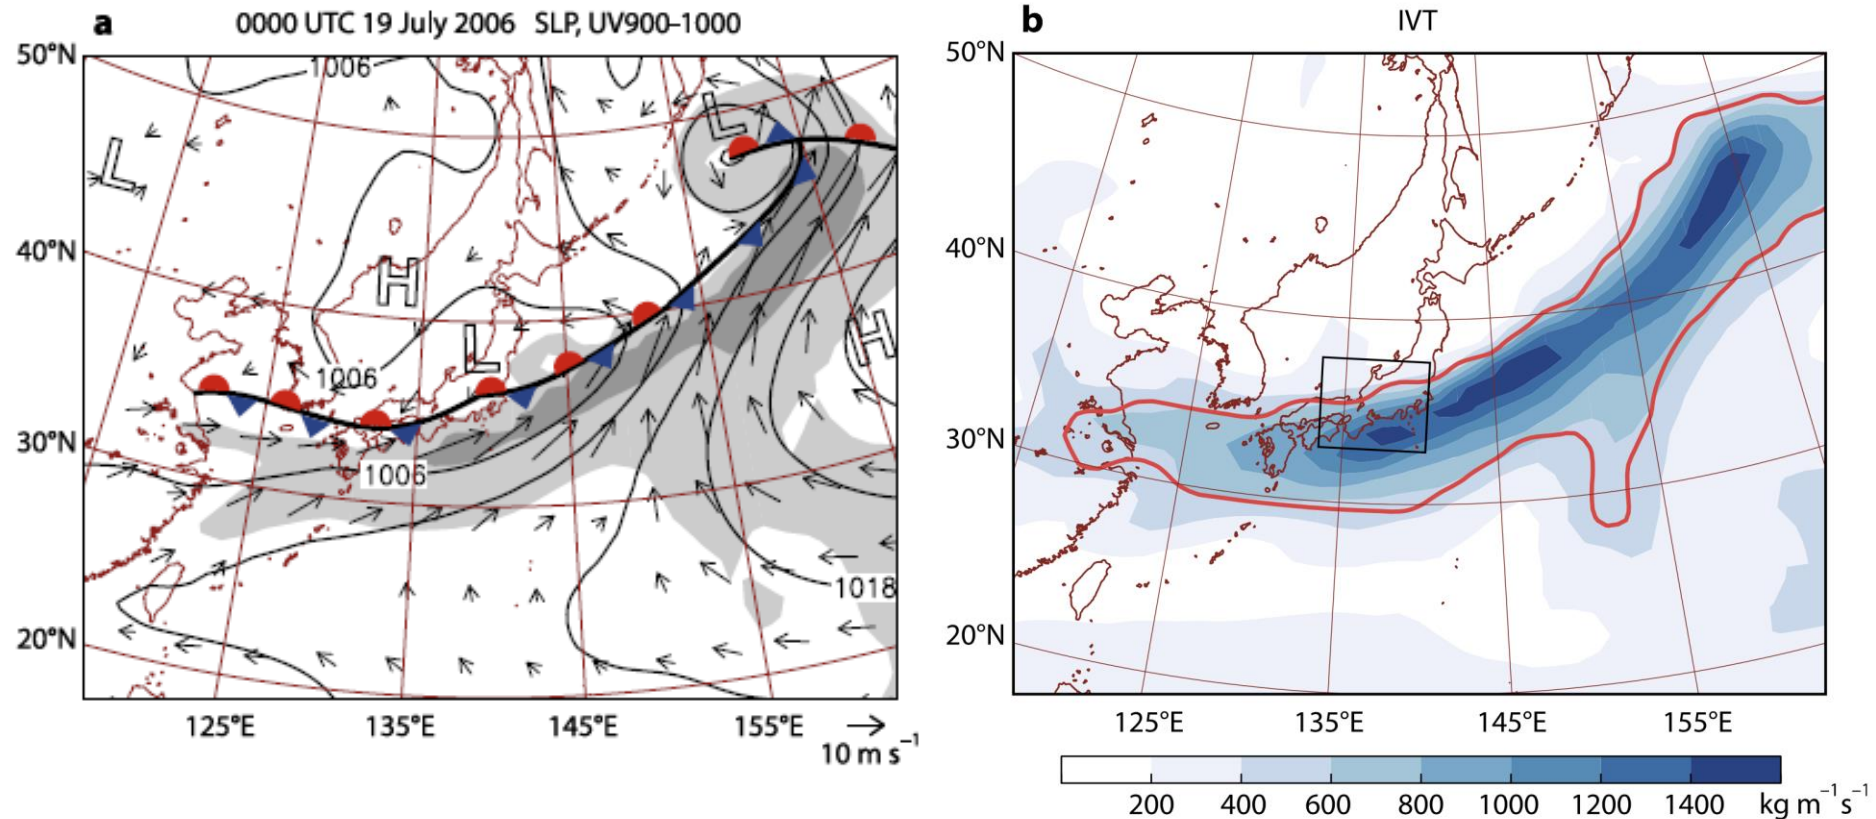 a
0000 UTC 19 July 2006 SLP, UV900–1000
50°N
40°N
30°N
20°N
1006
L
L
H
L
H
1006
1006
1018
125°E 135°E 145°E 155°E
10 m s⁻¹
b
IVT
50°N
40°N
30°N
20°N
125°E 135°E 145°E 155°E
200 400 600 800 1000 1200 1400 kg m⁻¹ s⁻¹